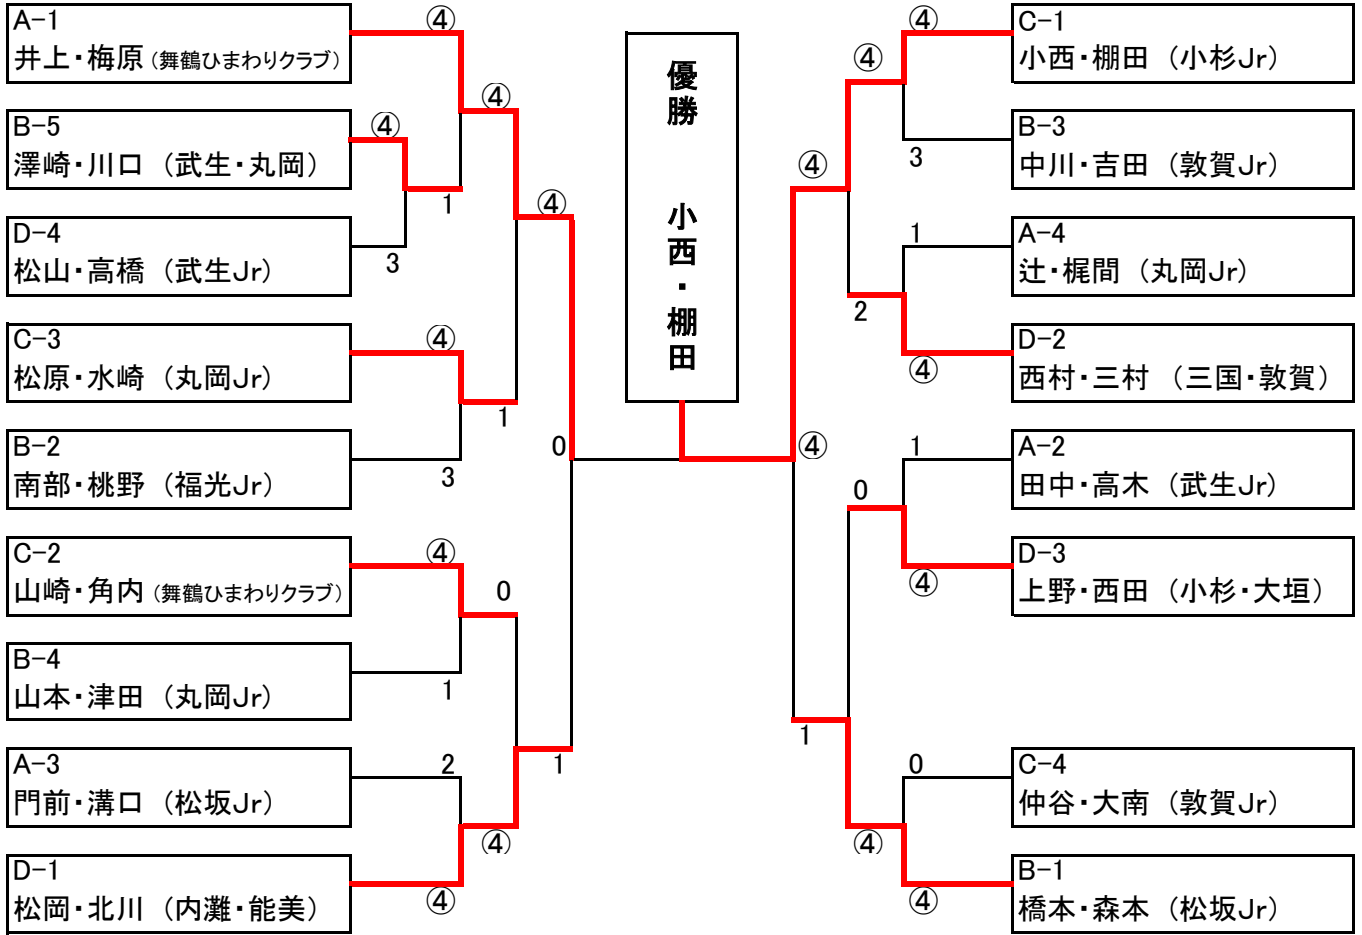 A-1
井上・梅原（舞鶴ひまわりクラブ）
④
B-5
澤崎・川口（武生・丸岡）
④
④
1
D-4
松山・高橋（武生Jr）
3
④
C-3
松原・水崎（丸岡Jr）
④
1
B-2
南部・桃野（福光Jr）
3
0
C-2
山崎・角内（舞鶴ひまわりクラブ）
④
0
B-4
山本・津田（丸岡Jr）
1
1
A-3
門前・溝口（松坂Jr）
2
④
D-1
松岡・北川（内灘・能美）
④
優勝　小西・棚田
④
C-1
小西・棚田（小杉Jr）
④
B-3
中川・吉田（敦賀Jr）
3
④
1
A-4
辻・梶間（丸岡Jr）
2
D-2
西村・三村（三国・敦賀）
④
④
1
A-2
田中・高木（武生Jr）
0
D-3
上野・西田（小杉・大垣）
④
1
0
C-4
仲谷・大南（敦賀Jr）
④
B-1
橋本・森本（松坂Jr）
④